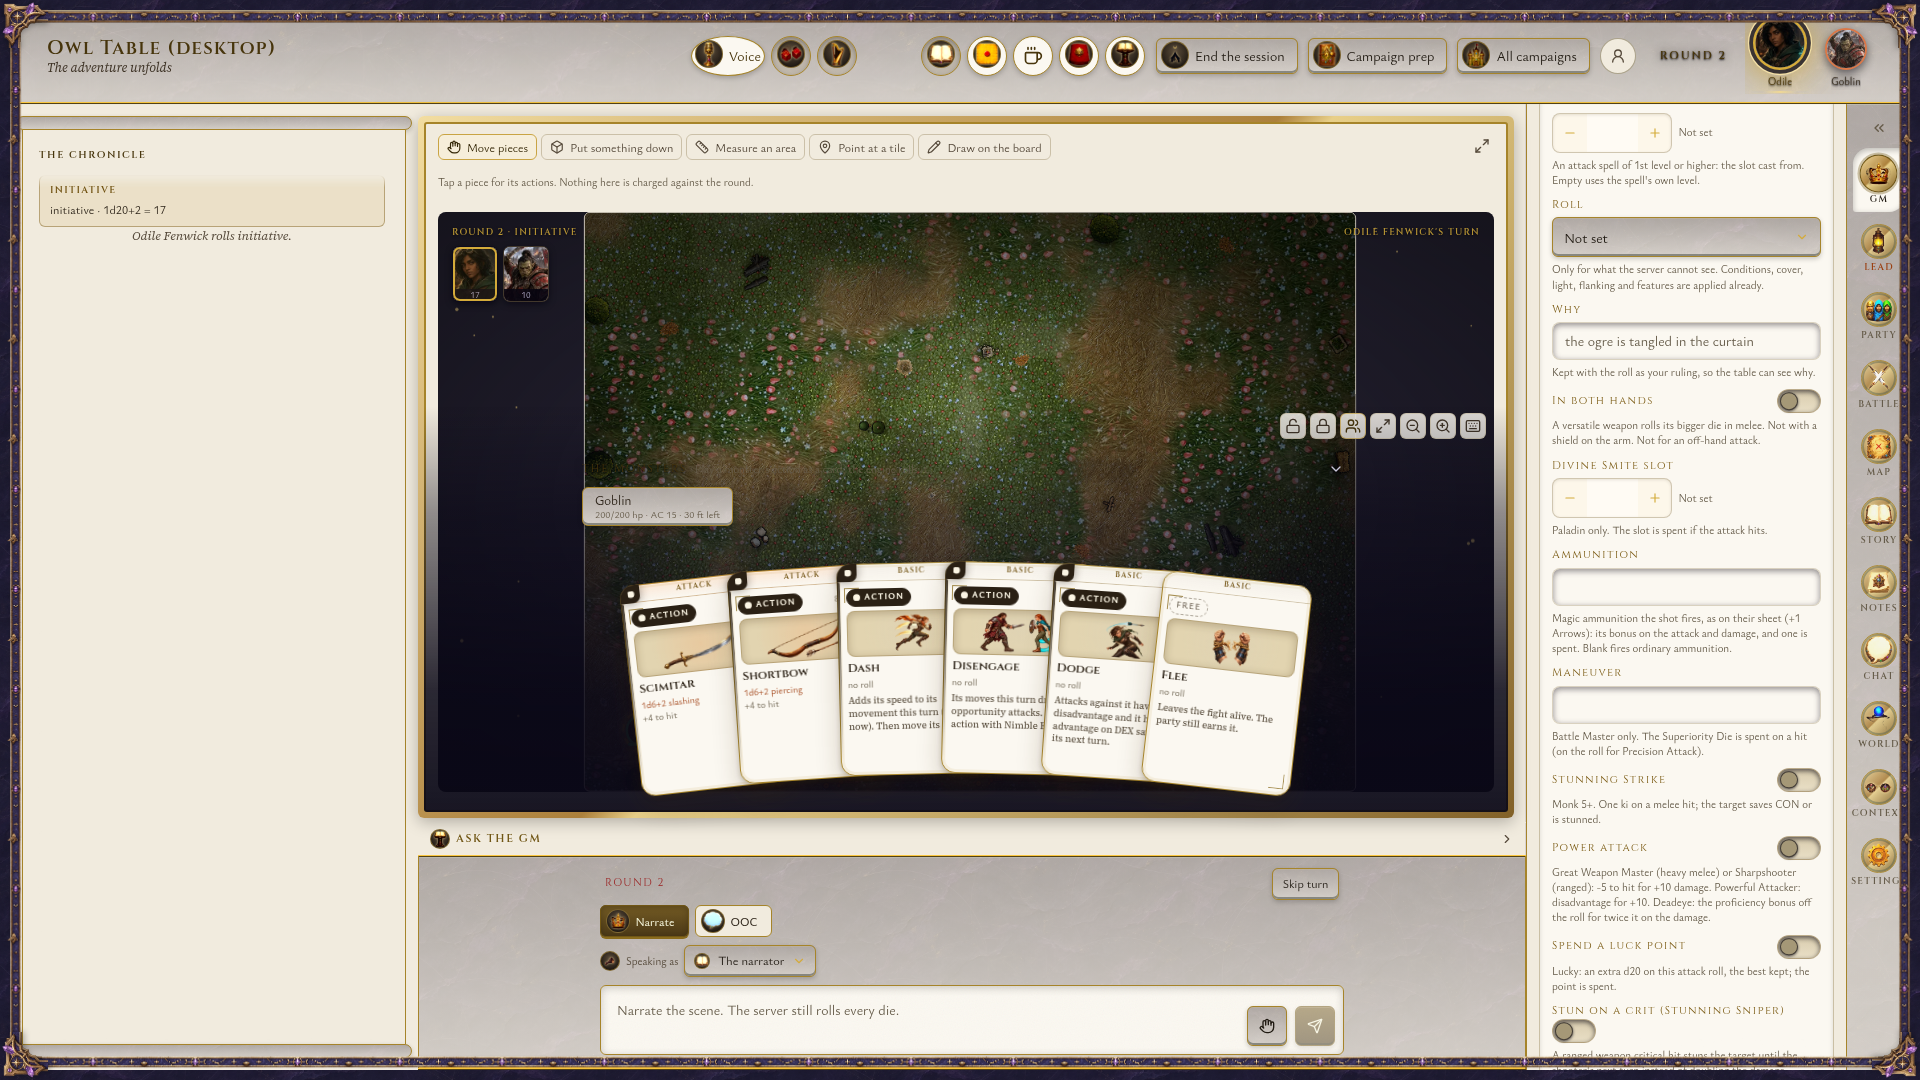 Owl Table (desktop)
The adventure unfolds
Voice
End the session
Campaign prep
All campaigns
ROUND 2
Odile
Goblin
THE CHRONICLE
INITIATIVE
initiative · 1d20+2 = 17
Odile Fenwick rolls initiative.
Move pieces
Put something down
Measure an area
Point at a tile
Draw on the board
Tap a piece for its actions. Nothing here is charged against the round.
ROUND 2 · INITIATIVE
ODILE FENWICK'S TURN
17
10
Goblin
200/200 hp · AC 15 · 30 ft left
ATTACK
ACTION
Scimitar
1d6+2 slashing
+4 to hit
ATTACK
ACTION
Shortbow
1d6+2 piercing
+4 to hit
BASIC
ACTION
Dash
no roll
Adds its speed to its
movement this turn
now). Then move its
BASIC
ACTION
Disengage
no roll
Its moves this turn dr
opportunity attacks.
action with Nimble E
BASIC
ACTION
Dodge
no roll
Attacks against it hav
disadvantage and it h
advantage on DEX sa
its next turn.
BASIC
FREE
Flee
no roll
Leaves the fight alive. The
party still earns it.
ASK THE GM
ROUND 2
Skip turn
Narrate
OOC
Speaking as
The narrator
Narrate the scene. The server still rolls every die.
− + Not set
An attack spell of 1st level or higher: the slot cast from.
Empty uses the spell's own level.
ROLL
Not set
Only for what the server cannot see. Conditions, cover,
light, flanking and features are applied already.
WHY
the ogre is tangled in the curtain
Kept with the roll as your ruling, so the table can see why.
IN BOTH HANDS
A versatile weapon rolls its bigger die in melee. Not with a
shield on the arm. Not for an off-hand attack.
DIVINE SMITE SLOT
− + Not set
Paladin only. The slot is spent if the attack hits.
AMMUNITION
Magic ammunition the shot fires, as on their sheet (+1
Arrows): its bonus on the attack and damage, and one is
spent. Blank fires ordinary ammunition.
MANEUVER
Battle Master only. The Superiority Die is spent on a hit
(on the roll for Precision Attack).
STUNNING STRIKE
Monk 5+. One ki on a melee hit; the target saves CON or
is stunned.
POWER ATTACK
Great Weapon Master (heavy melee) or Sharpshooter
(ranged): -5 to hit for +10 damage. Powerful Attacker:
disadvantage for +10. Deadeye: the proficiency bonus off
the roll for twice it on the damage.
SPEND A LUCK POINT
Lucky: an extra d20 on this attack roll, the best kept; the
point is spent.
STUN ON A CRIT (STUNNING SNIPER)
A ranged weapon critical hit stuns the target until the
GM
LEAD
PARTY
BATTLE
MAP
STORY
NOTES
CHAT
WORLD
CONTEX
SETTING